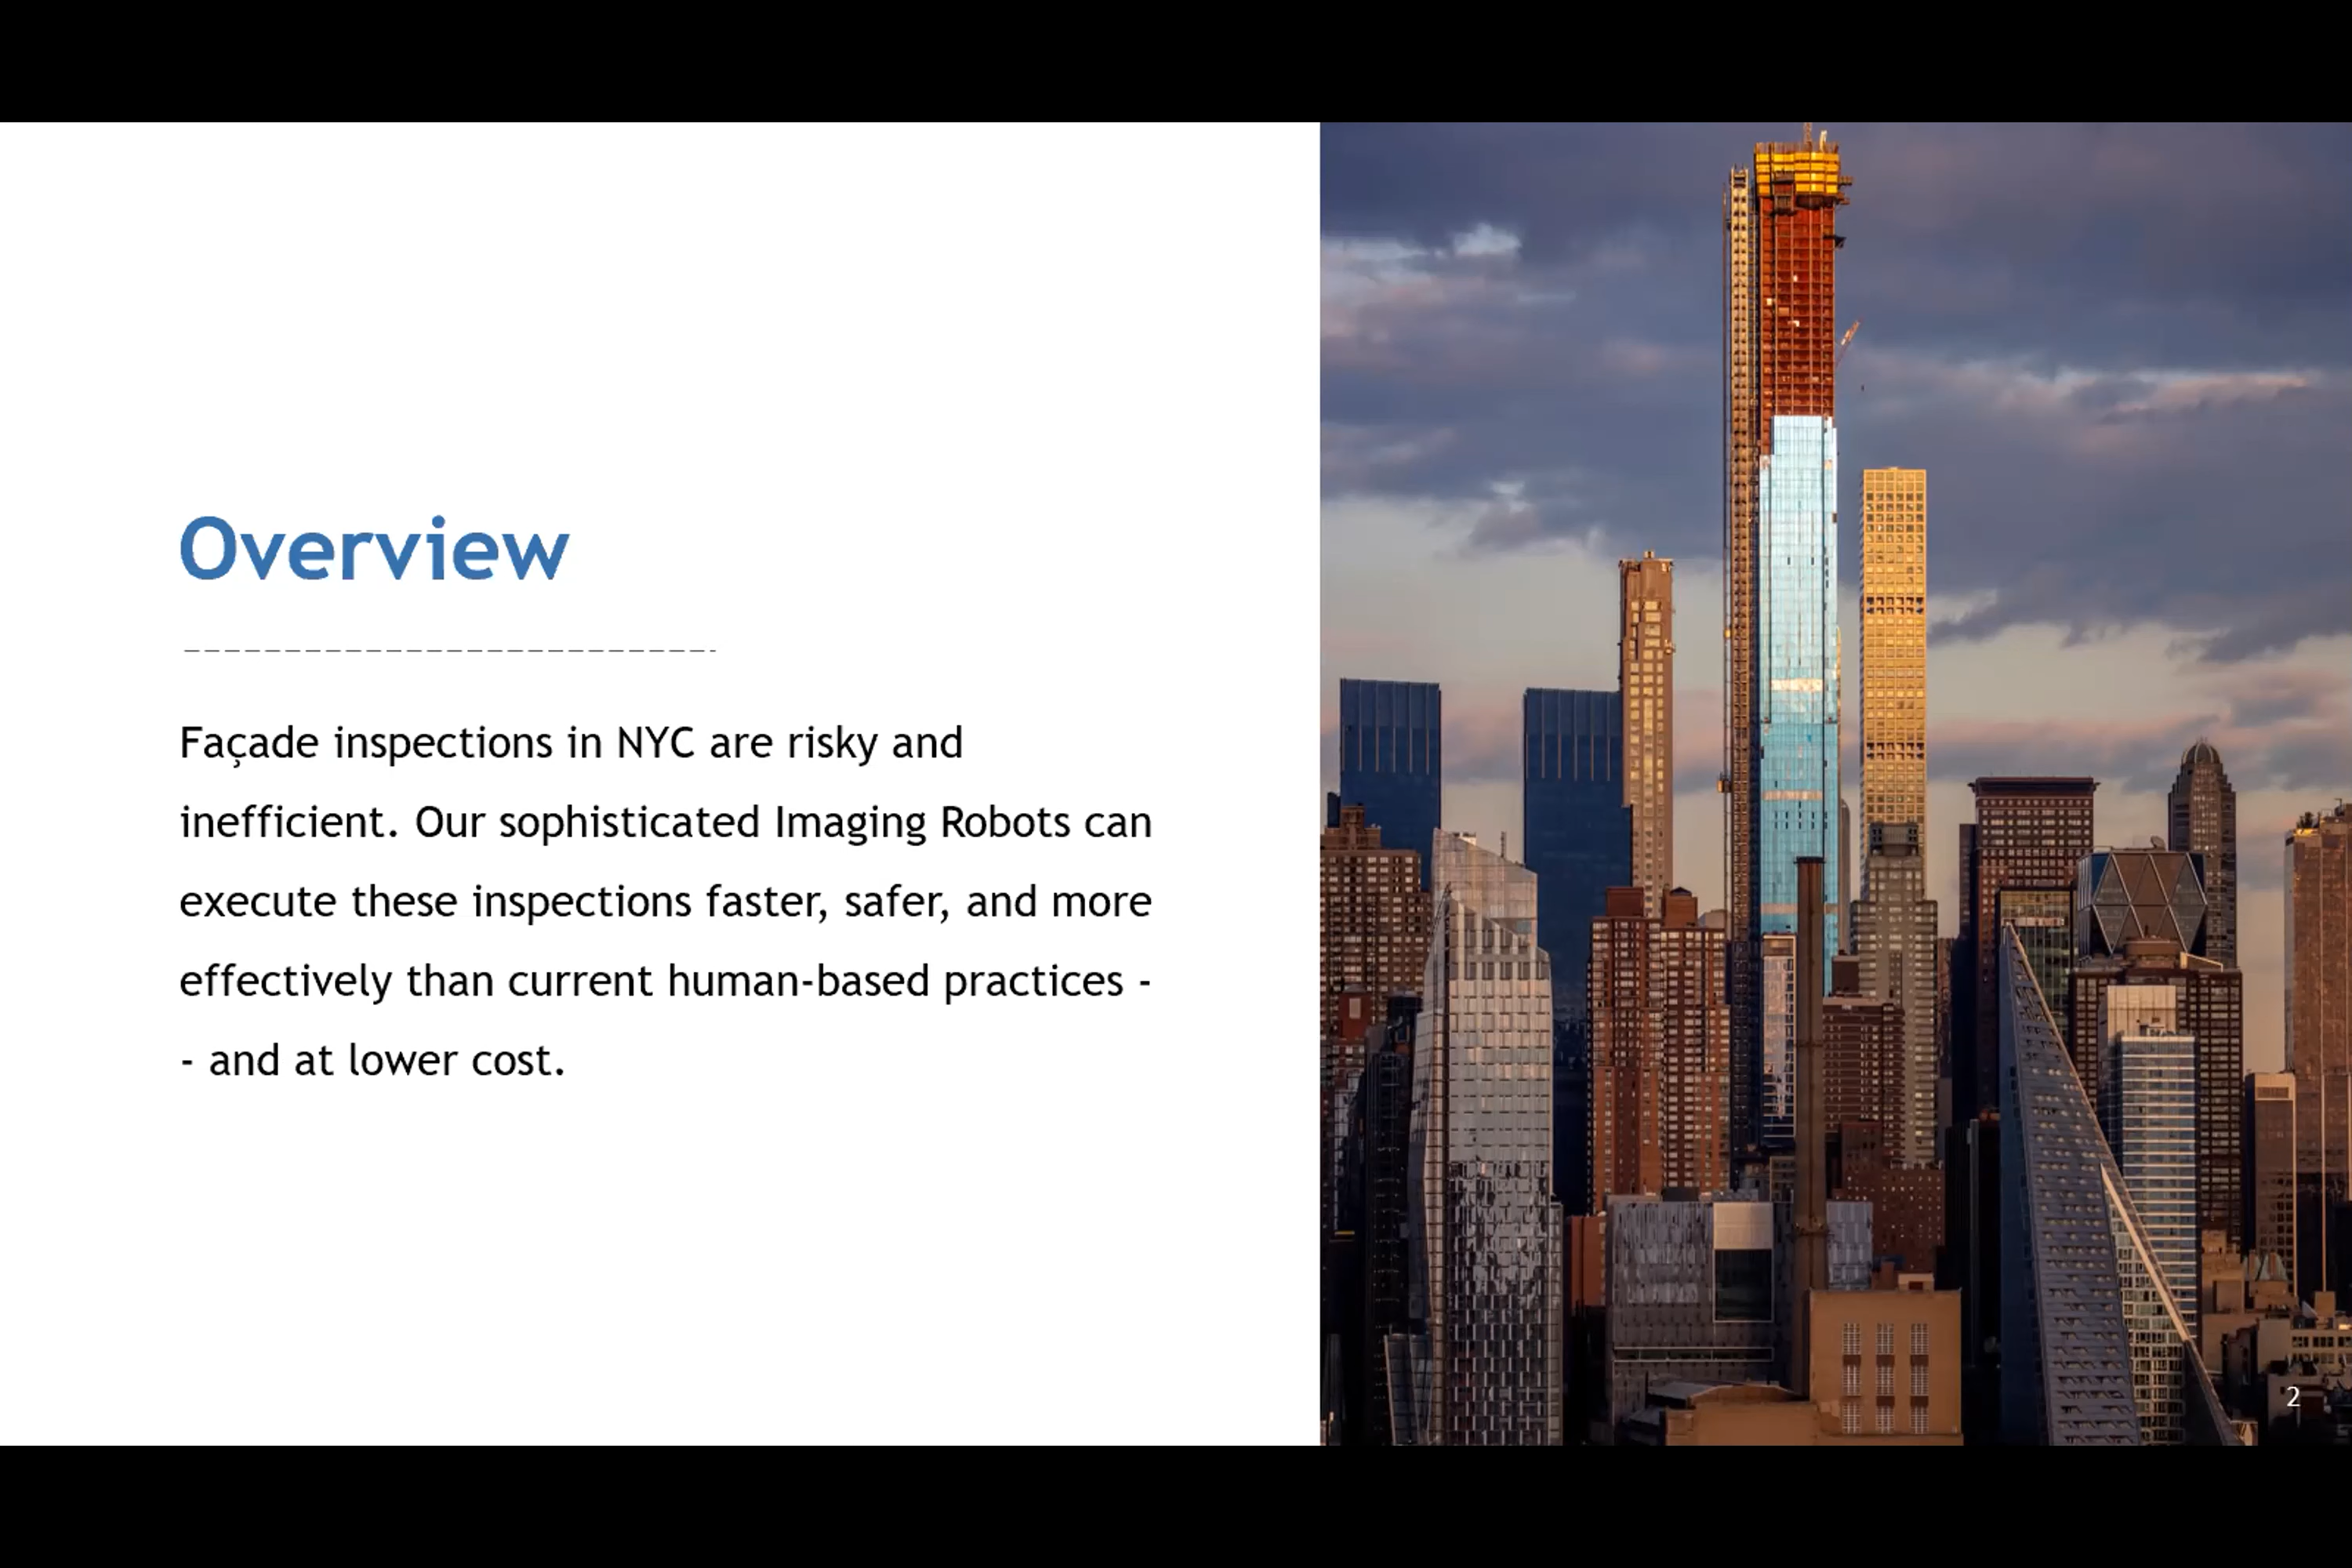 Overview
Façade inspections in NYC are risky and
inefficient. Our sophisticated Imaging Robots can
execute these inspections faster, safer, and more
effectively than current human-based practices -
- and at lower cost.
2